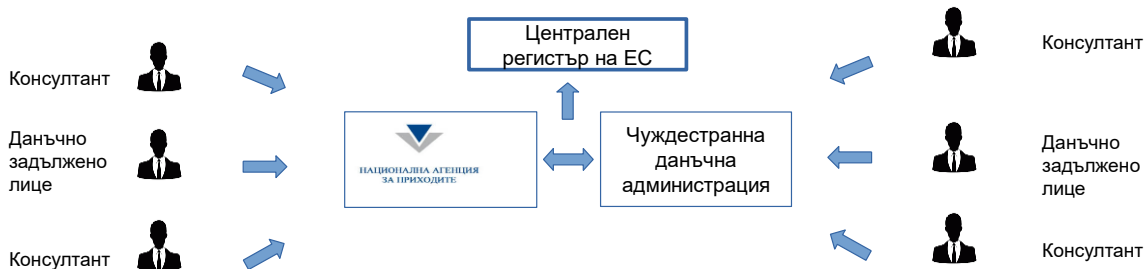 Централен
регистър на ЕС
Консултант
Консултант
Данъчно
задължено
лице
НАЦИОНАЛНА АГЕНЦИЯ
ЗА ПРИХОДИТЕ
Чуждестранна
данъчна
администрация
Данъчно
задължено
лице
Консултант
Консултант